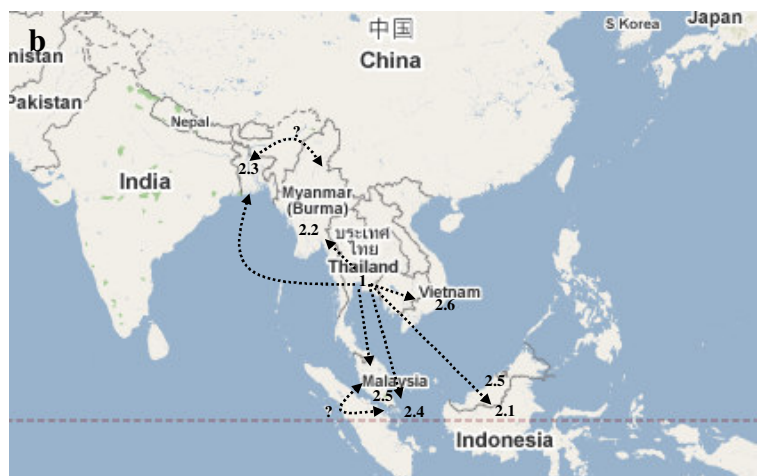 b
中国
China
S Korea
Japan
mistan
Pakistan
Nepal
?
2.3
India
Myanmar
(Burma)
2.2
ประเทศ
ไทย
Thailand
1
Vietnam
2.6
Malaysia
2.5
2.5
?
2.4
2.1
Indonesia